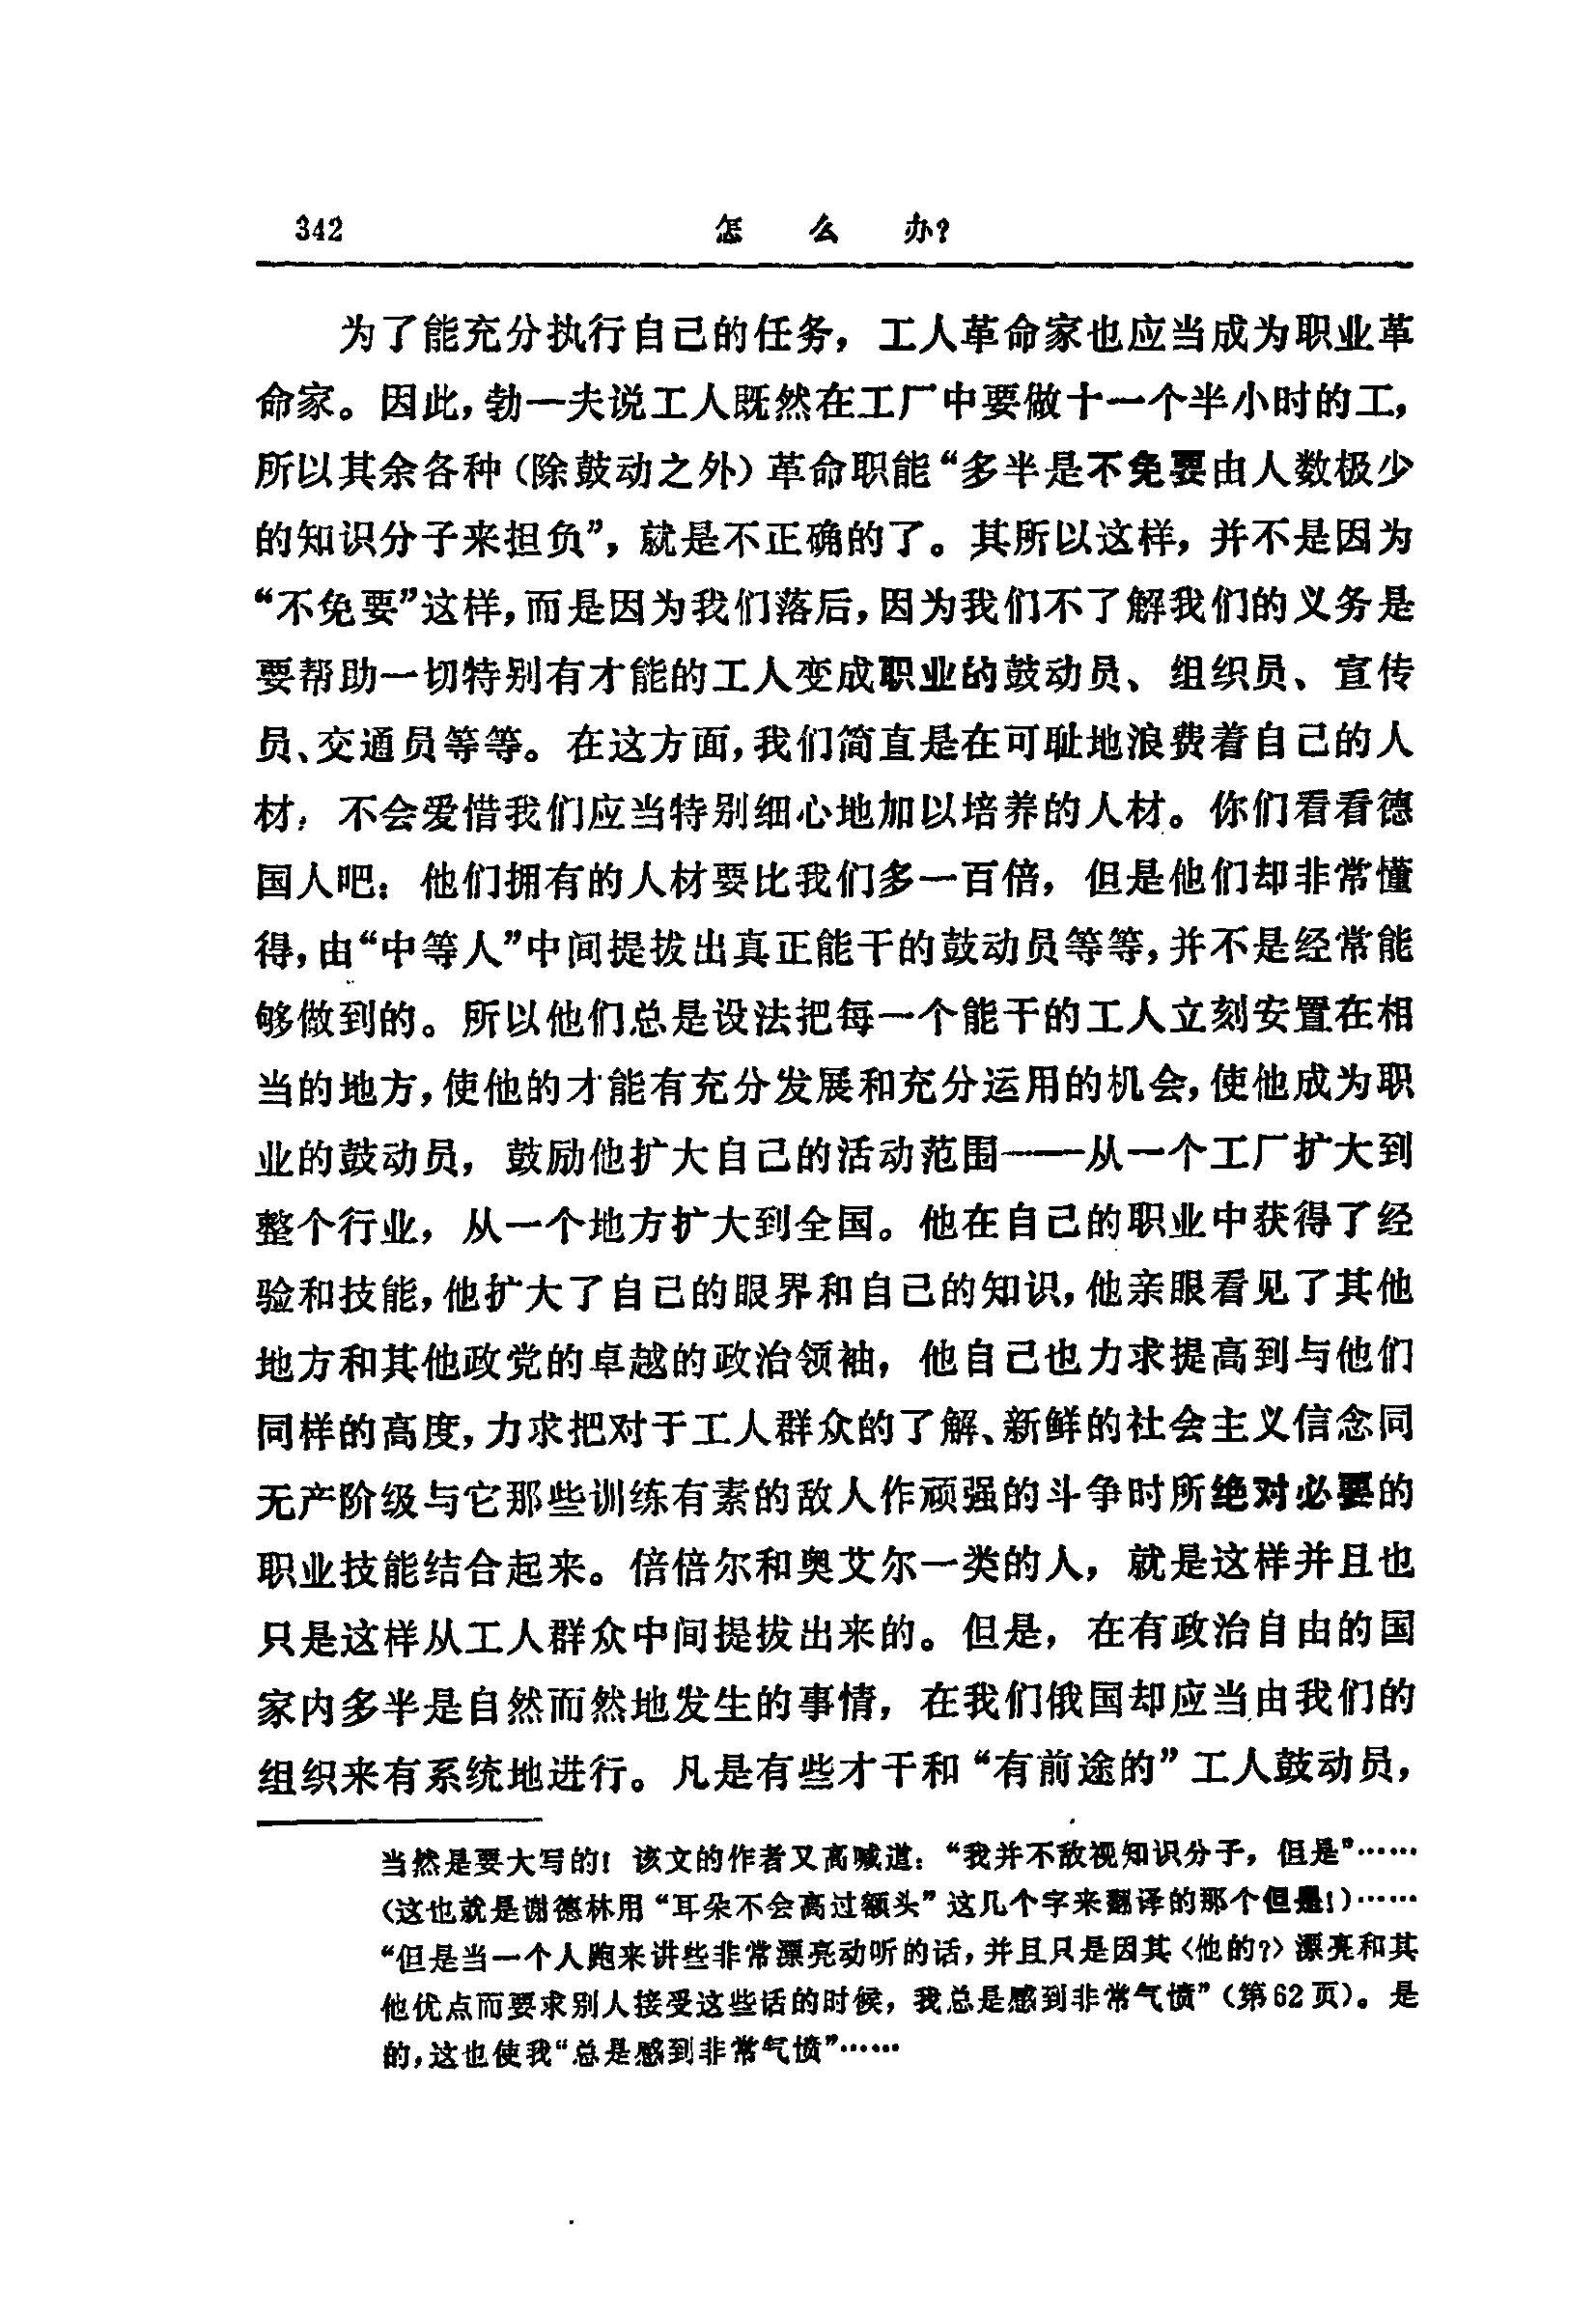 342 怎么办?
为了能充分执行自己的任务，工人革命家也应当成为职业革
命家。因此，勃—夫说工人既然在工厂中要做十一个半小时的工，
所以其余各种（除鼓动之外）革命职能“多半是不免要由人数极少
的知识分子来担负”，就是不正确的了。其所以这样，并不是因为
“不免要”这样，而是因为我们落后，因为我们不了解我们的义务是
要帮助一切特别有才能的工人变成职业的鼓动员、组织员、宣传
员、交通员等等。在这方面，我们简直是在可耻地浪费着自己的人
材，不会爱惜我们应当特别细心地加以培养的人材。你们看看德
国人吧：他们拥有的人材要比我们多一百倍，但是他们却非常懂
得，由“中等人”中间提拔出真正能干的鼓动员等等，并不是经常能
够做到的。所以他们总是设法把每一个能干的工人立刻安置在相
当的地方，使他的才能有充分发展和充分运用的机会，使他成为职
业的鼓动员，鼓励他扩大自己的活动范围——从一个工厂扩大到
整个行业，从一个地方扩大到全国。他在自己的职业中获得了经
验和技能，他扩大了自己的眼界和自己的知识，他亲眼看见了其他
地方和其他政党的卓越的政治领袖，他自己也力求提高到与他们
同样的高度，力求把对于工人群众的了解、新鲜的社会主义信念同
无产阶级与它那些训练有素的敌人作顽强的斗争时所绝对必要的
职业技能结合起来。倍倍尔和奥艾尔一类的人，就是这样并且也
只是这样从工人群众中间提拔出来的。但是，在有政治自由的国
家内多半是自然而然地发生的事情，在我们俄国却应当由我们的
组织来有系统地进行。凡是有些才干和“有前途的”工人鼓动员，
当然是要大写的！该文的作者又高喊道：“我并不敌视知识分子，但是”……
（这也就是谢德林用“耳朵不会高过额头”这几个字来翻译的那个但是！）……
“但是当一个人跑来讲些非常漂亮动听的话，并且只是因其〈他的？〉漂亮和其
他优点而要求别人接受这些话的时候，我总是感到非常气愤”（第62页）。是
的，这也使我“总是感到非常气愤”……